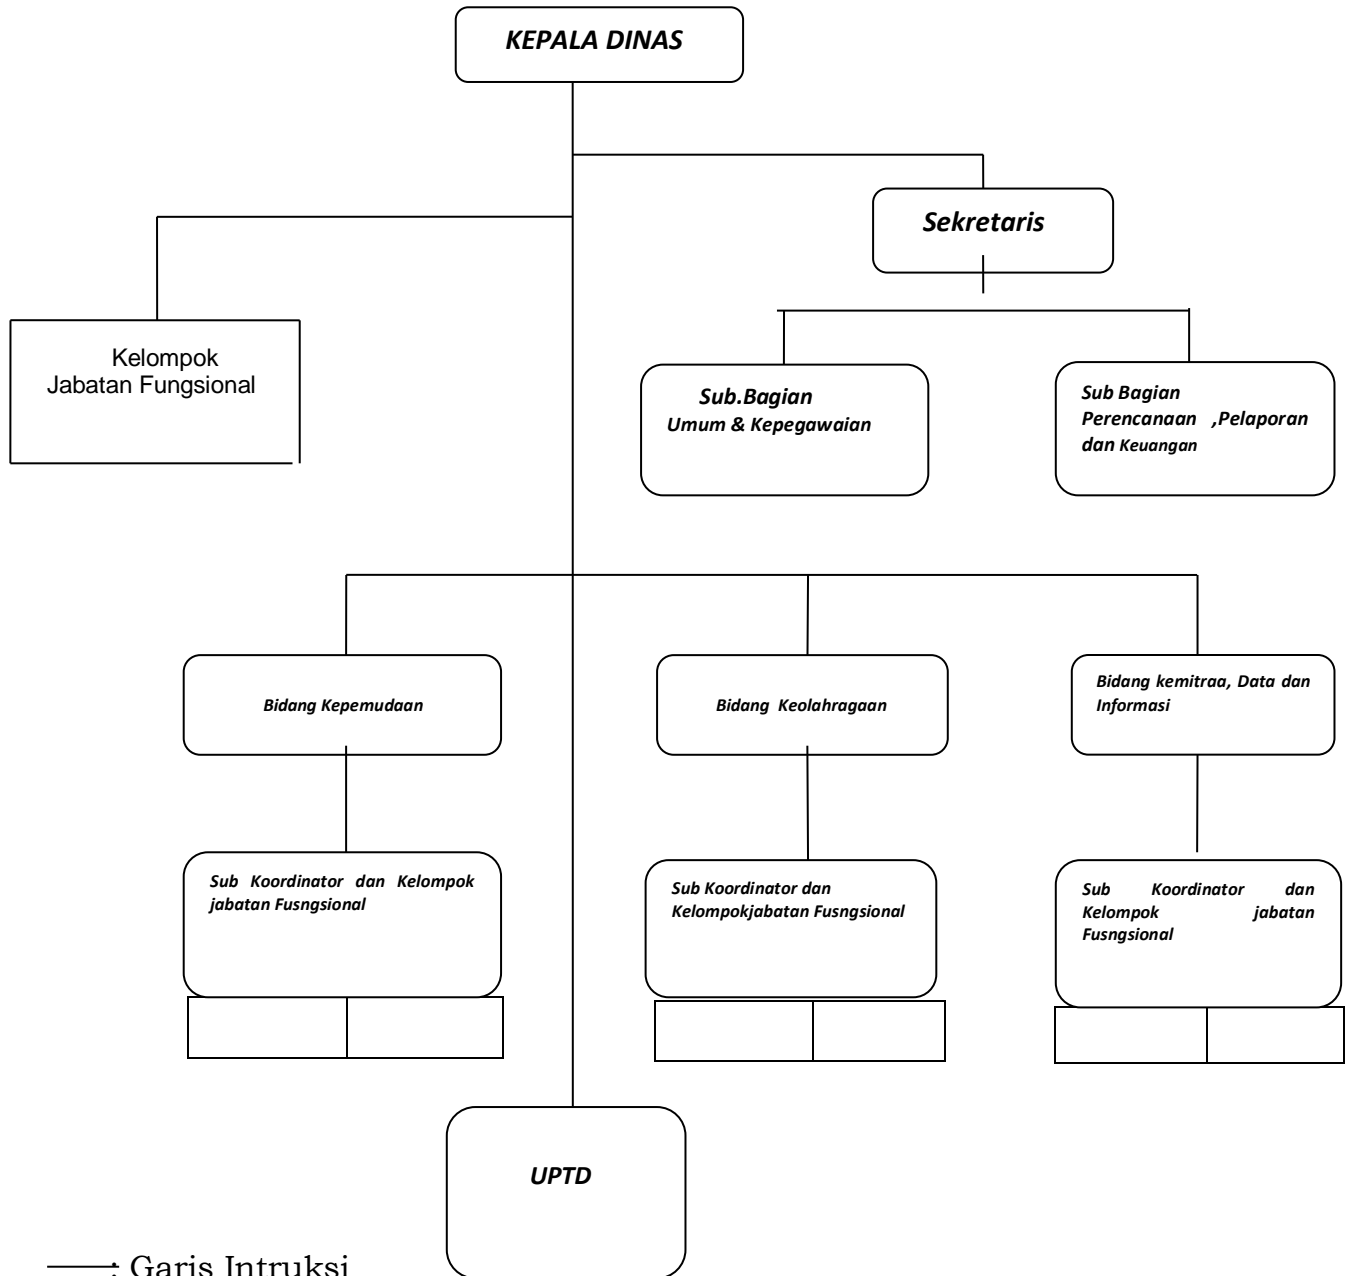 KEPALA DINAS
Sekretaris
Kelompok
Jabatan Fungsional
Sub.Bagian
Umum & Kepegawaian
Sub Bagian
Perencanaan ,Pelaporan
dan Keuangan
Bidang Kepemudaan
Bidang Keolahragaan
Bidang kemitraa, Data dan
Informasi
Sub Koordinator dan Kelompok
jabatan Fusngsional
Sub Koordinator dan
Kelompokjabatan Fusngsional
Sub Koordinator dan
Kelompok jabatan
Fusngsional
UPTD
: Garis Intruksi